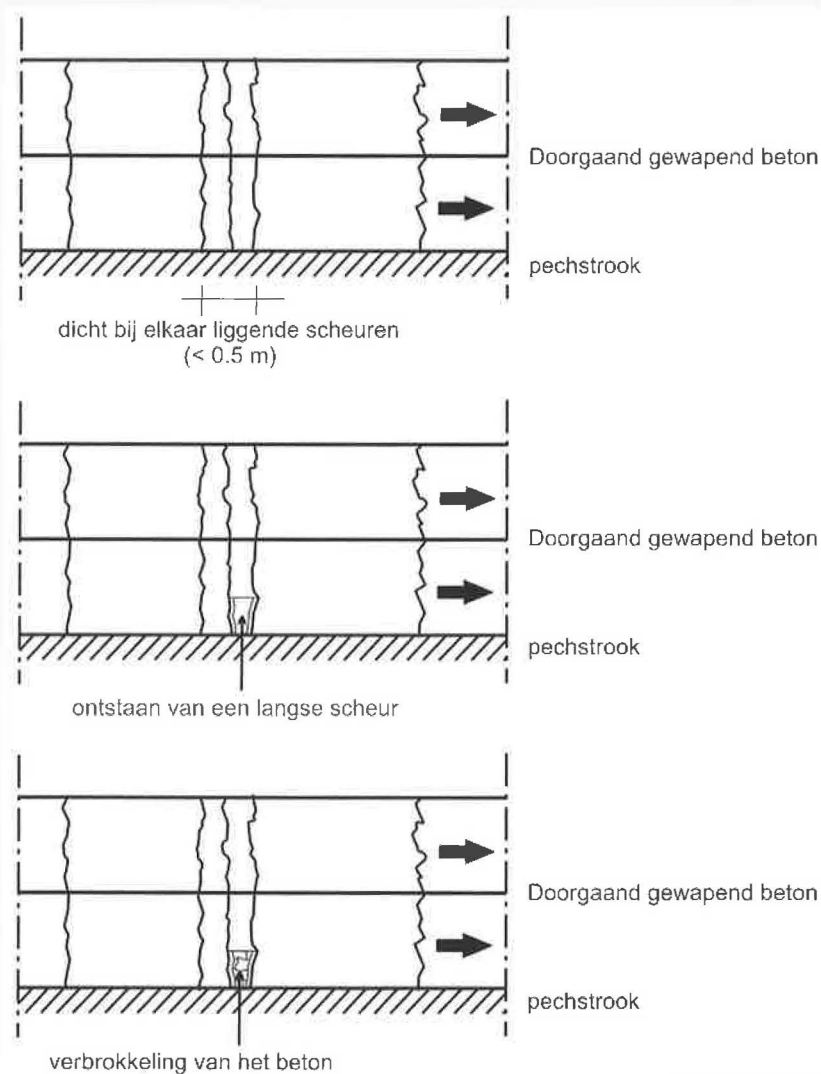 Doorgaand gewapend beton
pechstrook
dicht bij elkaar liggende scheuren
(< 0.5 m)
Doorgaand gewapend beton
pechstrook
ontstaan van een langse scheur
Doorgaand gewapend beton
pechstrook
verbrokkeling van het beton